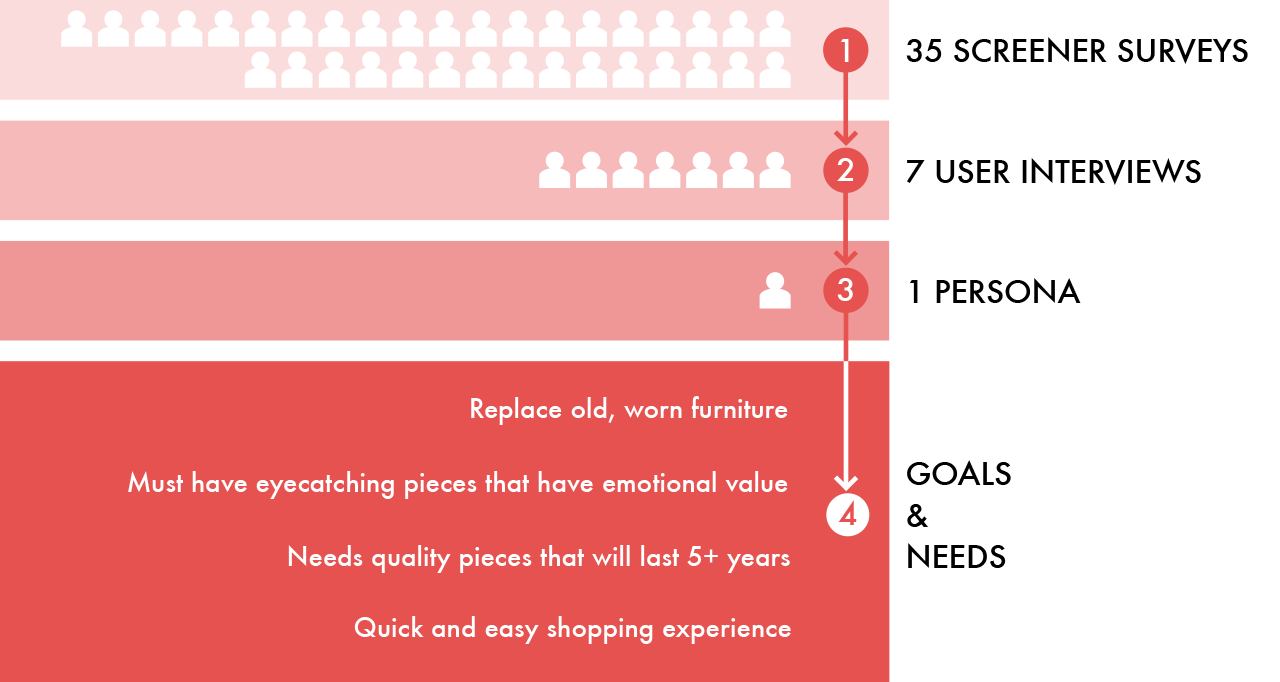 1 35 SCREENER SURVEYS
2 7 USER INTERVIEWS
3 1 PERSONA
Replace old, worn furniture
Must have eyecatching pieces that have emotional value
Needs quality pieces that will last 5+ years
Quick and easy shopping experience
4
GOALS
&
NEEDS